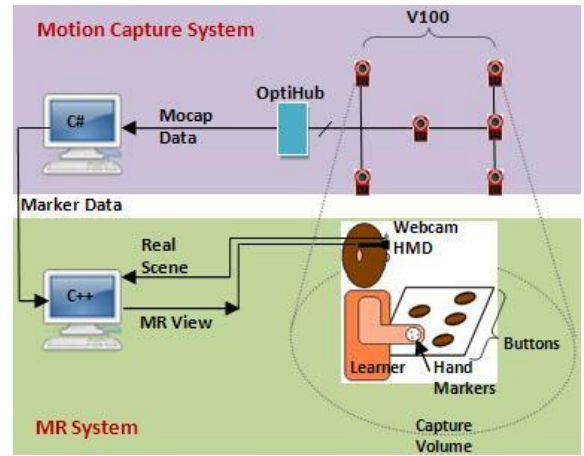 Motion Capture System
V100
OptiHub
C#
Mocap
Data
Marker Data
Real
Scene
Webcam
HMD
C++
MR View
Buttons
Learner
Hand
Markers
MR System
Capture
Volume